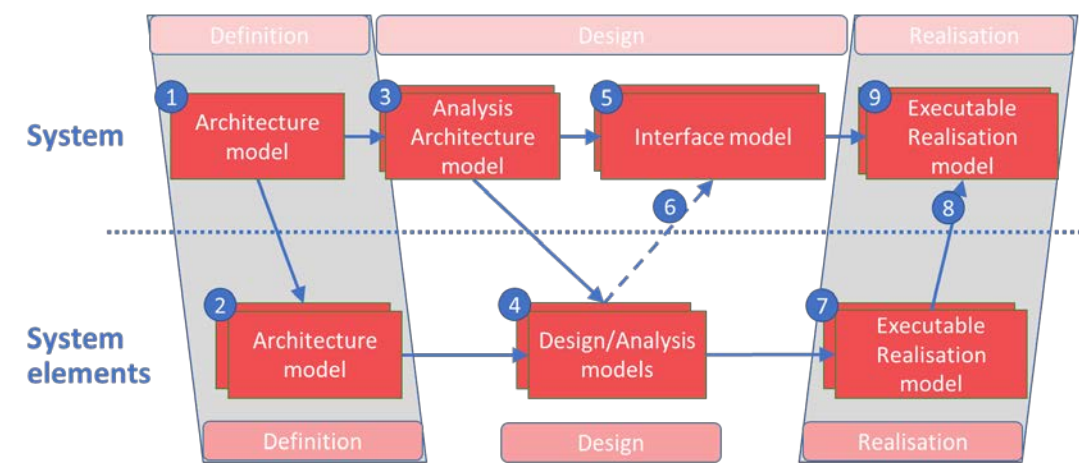 Definition
Design
Realisation
System
1
Architecture
model
3
Analysis
Architecture
model
5
Interface model
9
Executable
Realisation
model
6
8
System
elements
2
Architecture
model
4
Design/Analysis
models
7
Executable
Realisation
model
Definition
Design
Realisation